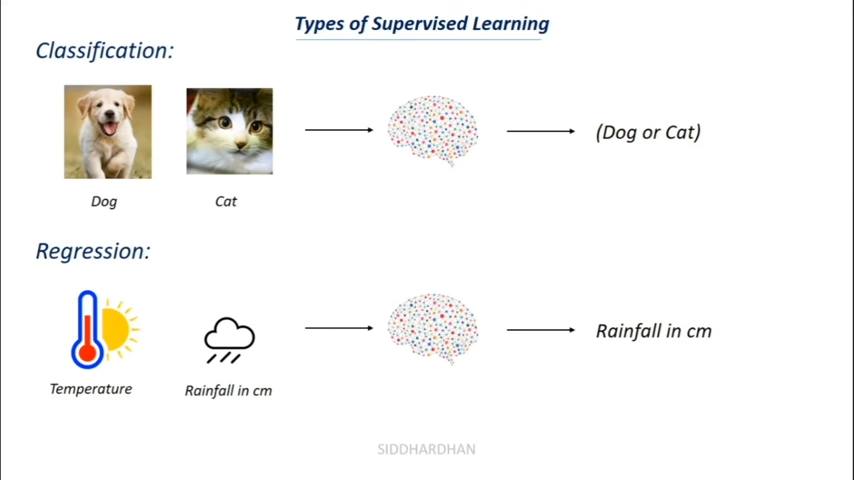 Types of Supervised Learning
Classification:
(Dog or Cat)
Dog
Cat
Regression:
Rainfall in cm
Temperature
Rainfall in cm
SIDDHARDHAN